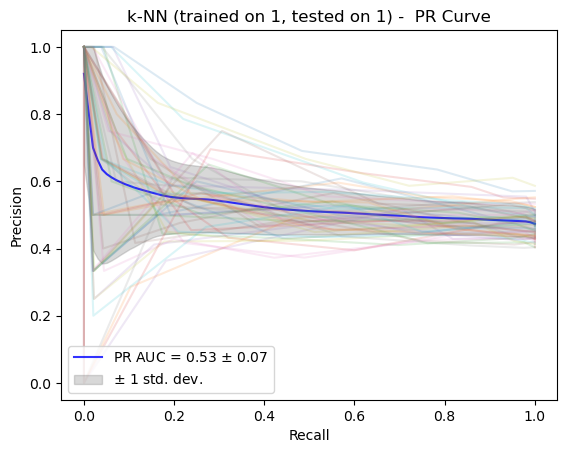 k-NN (trained on 1, tested on 1) -  PR Curve
Precision
1.0
0.8
0.6
0.4
0.2
0.0
PR AUC = 0.53 ± 0.07
± 1 std. dev.
0.0 0.2 0.4 0.6 0.8 1.0
Recall